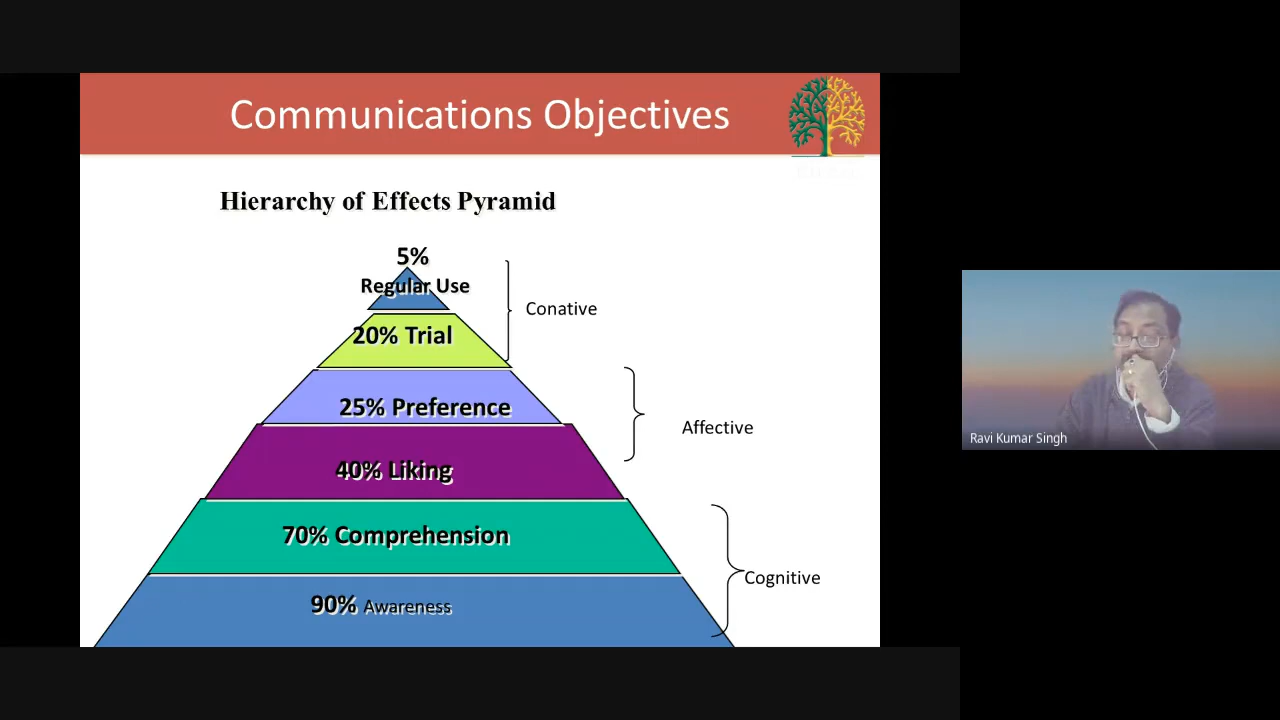 Communications Objectives
Hierarchy of Effects Pyramid
5%
Regular Use
Conative
20% Trial
25% Preference
Affective
40% Liking
Ravi Kumar Singh
70% Comprehension
Cognitive
90% Awareness